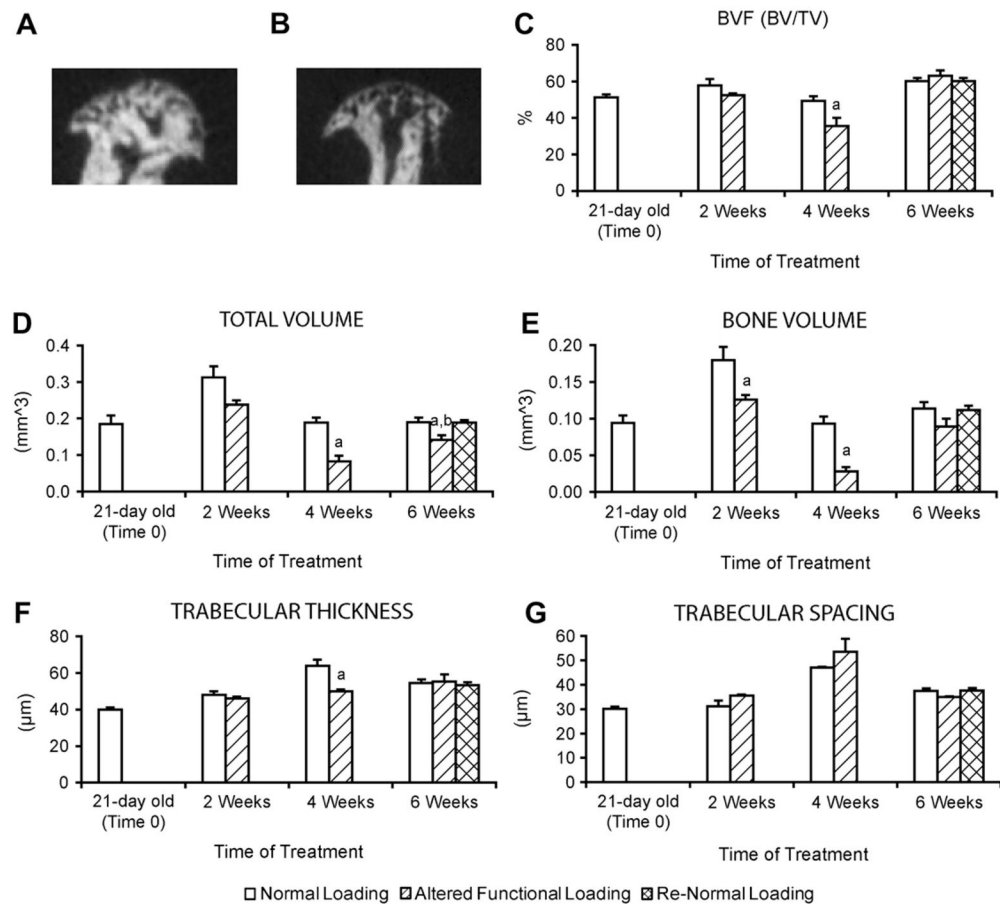 A
B
C
BVF (BV/TV)
80
60
40
20
0
%
a
21-day old
(Time 0)
2 Weeks
4 Weeks
6 Weeks
Time of Treatment
D
TOTAL VOLUME
0.4
0.3
0.2
0.1
0.0
(mm^3)
a
a,b
21-day old
(Time 0)
2 Weeks
4 Weeks
6 Weeks
Time of Treatment
E
BONE VOLUME
0.20
0.15
0.10
0.05
0.00
(mm^3)
a
a
21-day old
(Time 0)
2 Weeks
4 Weeks
6 Weeks
Time of Treatment
F
TRABECULAR THICKNESS
80
60
40
20
0
(µm)
a
21-day old
(Time 0)
2 Weeks
4 Weeks
6 Weeks
Time of Treatment
G
TRABECULAR SPACING
60
50
40
30
20
10
0
(µm)
21-day old
(Time 0)
2 Weeks
4 Weeks
6 Weeks
Time of Treatment
Normal Loading Altered Functional Loading Re-Normal Loading